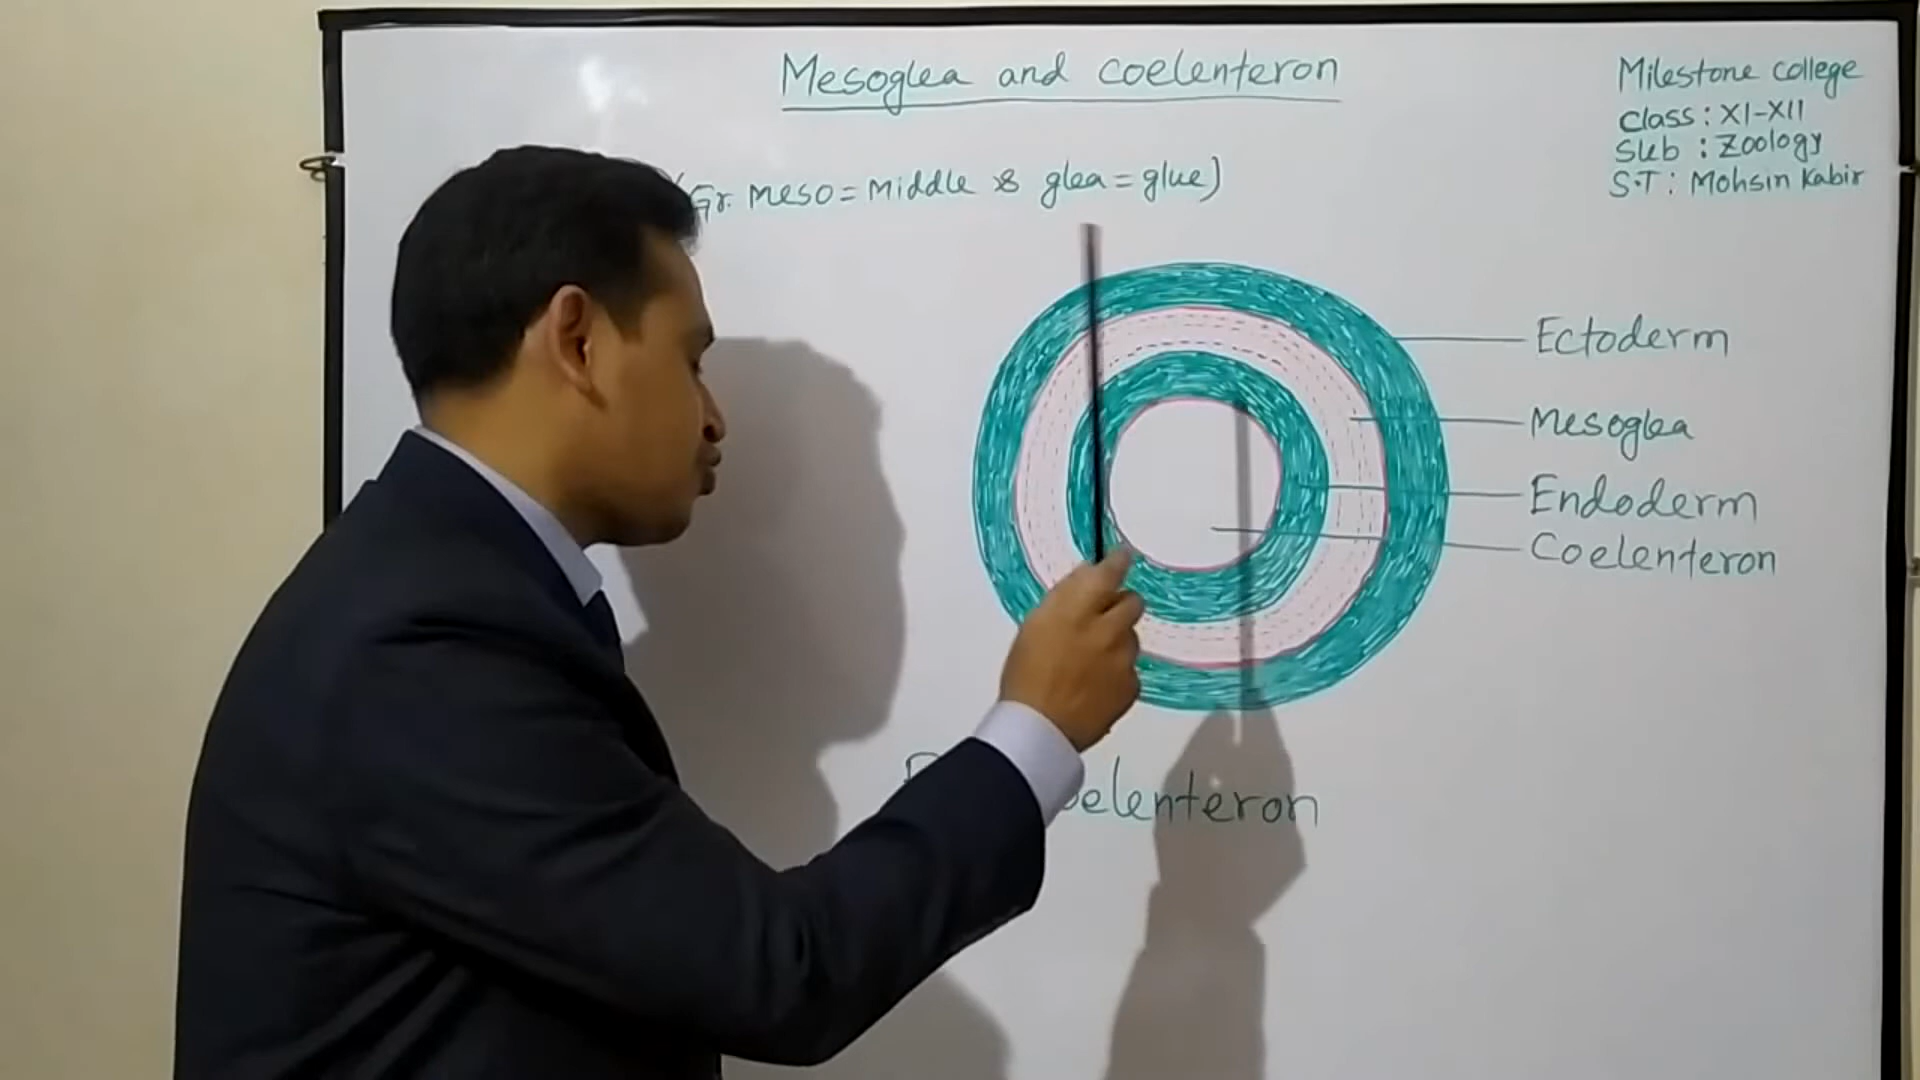 Mesoglea and coelenteron
Milestone college
Class: XI-XII
Sub: Zoology
S.T: Mohsin Kabir
(Gr. Meso = Middle & glea = glue)
Ectoderm
Mesoglea
Endoderm
Coelenteron